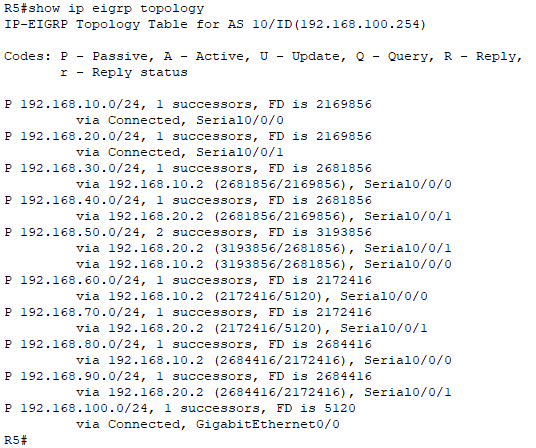 R5#show ip eigrp topology
IP-EIGRP Topology Table for AS 10/ID(192.168.100.254)
Codes: P - Passive, A - Active, U - Update, Q - Query, R - Reply,
r - Reply status
P 192.168.10.0/24, 1 successors, FD is 2169856
via Connected, Serial0/0/0
P 192.168.20.0/24, 1 successors, FD is 2169856
via Connected, Serial0/0/1
P 192.168.30.0/24, 1 successors, FD is 2681856
via 192.168.10.2 (2681856/2169856), Serial0/0/0
P 192.168.40.0/24, 1 successors, FD is 2681856
via 192.168.20.2 (2681856/2169856), Serial0/0/1
P 192.168.50.0/24, 2 successors, FD is 3193856
via 192.168.20.2 (3193856/2681856), Serial0/0/1
via 192.168.10.2 (3193856/2681856), Serial0/0/0
P 192.168.60.0/24, 1 successors, FD is 2172416
via 192.168.10.2 (2172416/5120), Serial0/0/0
P 192.168.70.0/24, 1 successors, FD is 2172416
via 192.168.20.2 (2172416/5120), Serial0/0/1
P 192.168.80.0/24, 1 successors, FD is 2684416
via 192.168.10.2 (2684416/2172416), Serial0/0/0
P 192.168.90.0/24, 1 successors, FD is 2684416
via 192.168.20.2 (2684416/2172416), Serial0/0/1
P 192.168.100.0/24, 1 successors, FD is 5120
via Connected, GigabitEthernet0/0
R5#